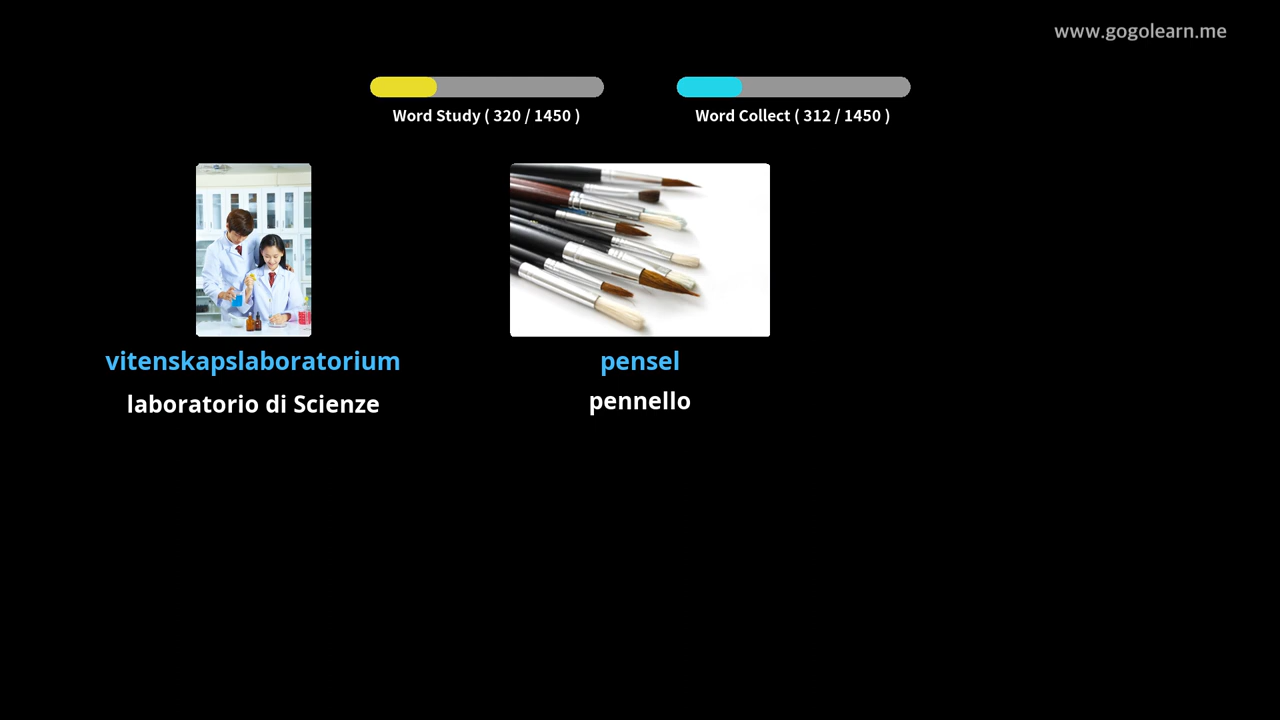 www.gogolearn.me
Word Study ( 320 / 1450 )
Word Collect ( 312 / 1450 )
vitenskapslaboratorium
laboratorio di Scienze
pensel
pennello